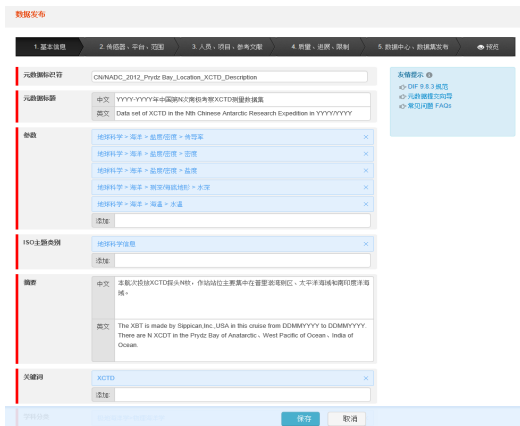 数据发布
1. 基本信息
2. 传感器、平台、范围
3. 人员、项目、参考文献
4. 质量、进展、限制
5. 数据中心、数据集发布
预览
元数据标识符
CN/NADC_2012_Prydz Bay_Location_XCTD_Description
元数据标题
中文 YYYY-YYYY年中国第N次南极考察XCTD测量数据集
英文 Data set of XCTD in the Nth Chinese Antarctic Research Expedition in YYYY/YYYY
参数
地球科学 > 海洋 > 盐度/密度 > 传导率 ×
地球科学 > 海洋 > 盐度/密度 > 密度 ×
地球科学 > 海洋 > 盐度/密度 > 盐度 ×
地球科学 > 海洋 > 测深/海底地形 > 水深 ×
地球科学 > 海洋 > 海温 > 水温 ×
添加:
ISO主题类别
地球科学信息 ×
添加:
摘要
中文 本航次投放XCTD探头N枚，作站站位主要集中在普里兹湾测区、太平洋海域和南印度洋海
域。
英文 The XBT is made by Sippican,Inc.,USA in this cruise from DDMMYYYY to DDMMYYYY.
There are N XCDT in the Prydz Bay of Anatarctic、West Pacific of Ocean、India of
Ocean.
关键词
XCTD ×
添加:
保存
取消
友情提示
DIF 9.8.3 规范
元数据提交向导
常见问题 FAQs